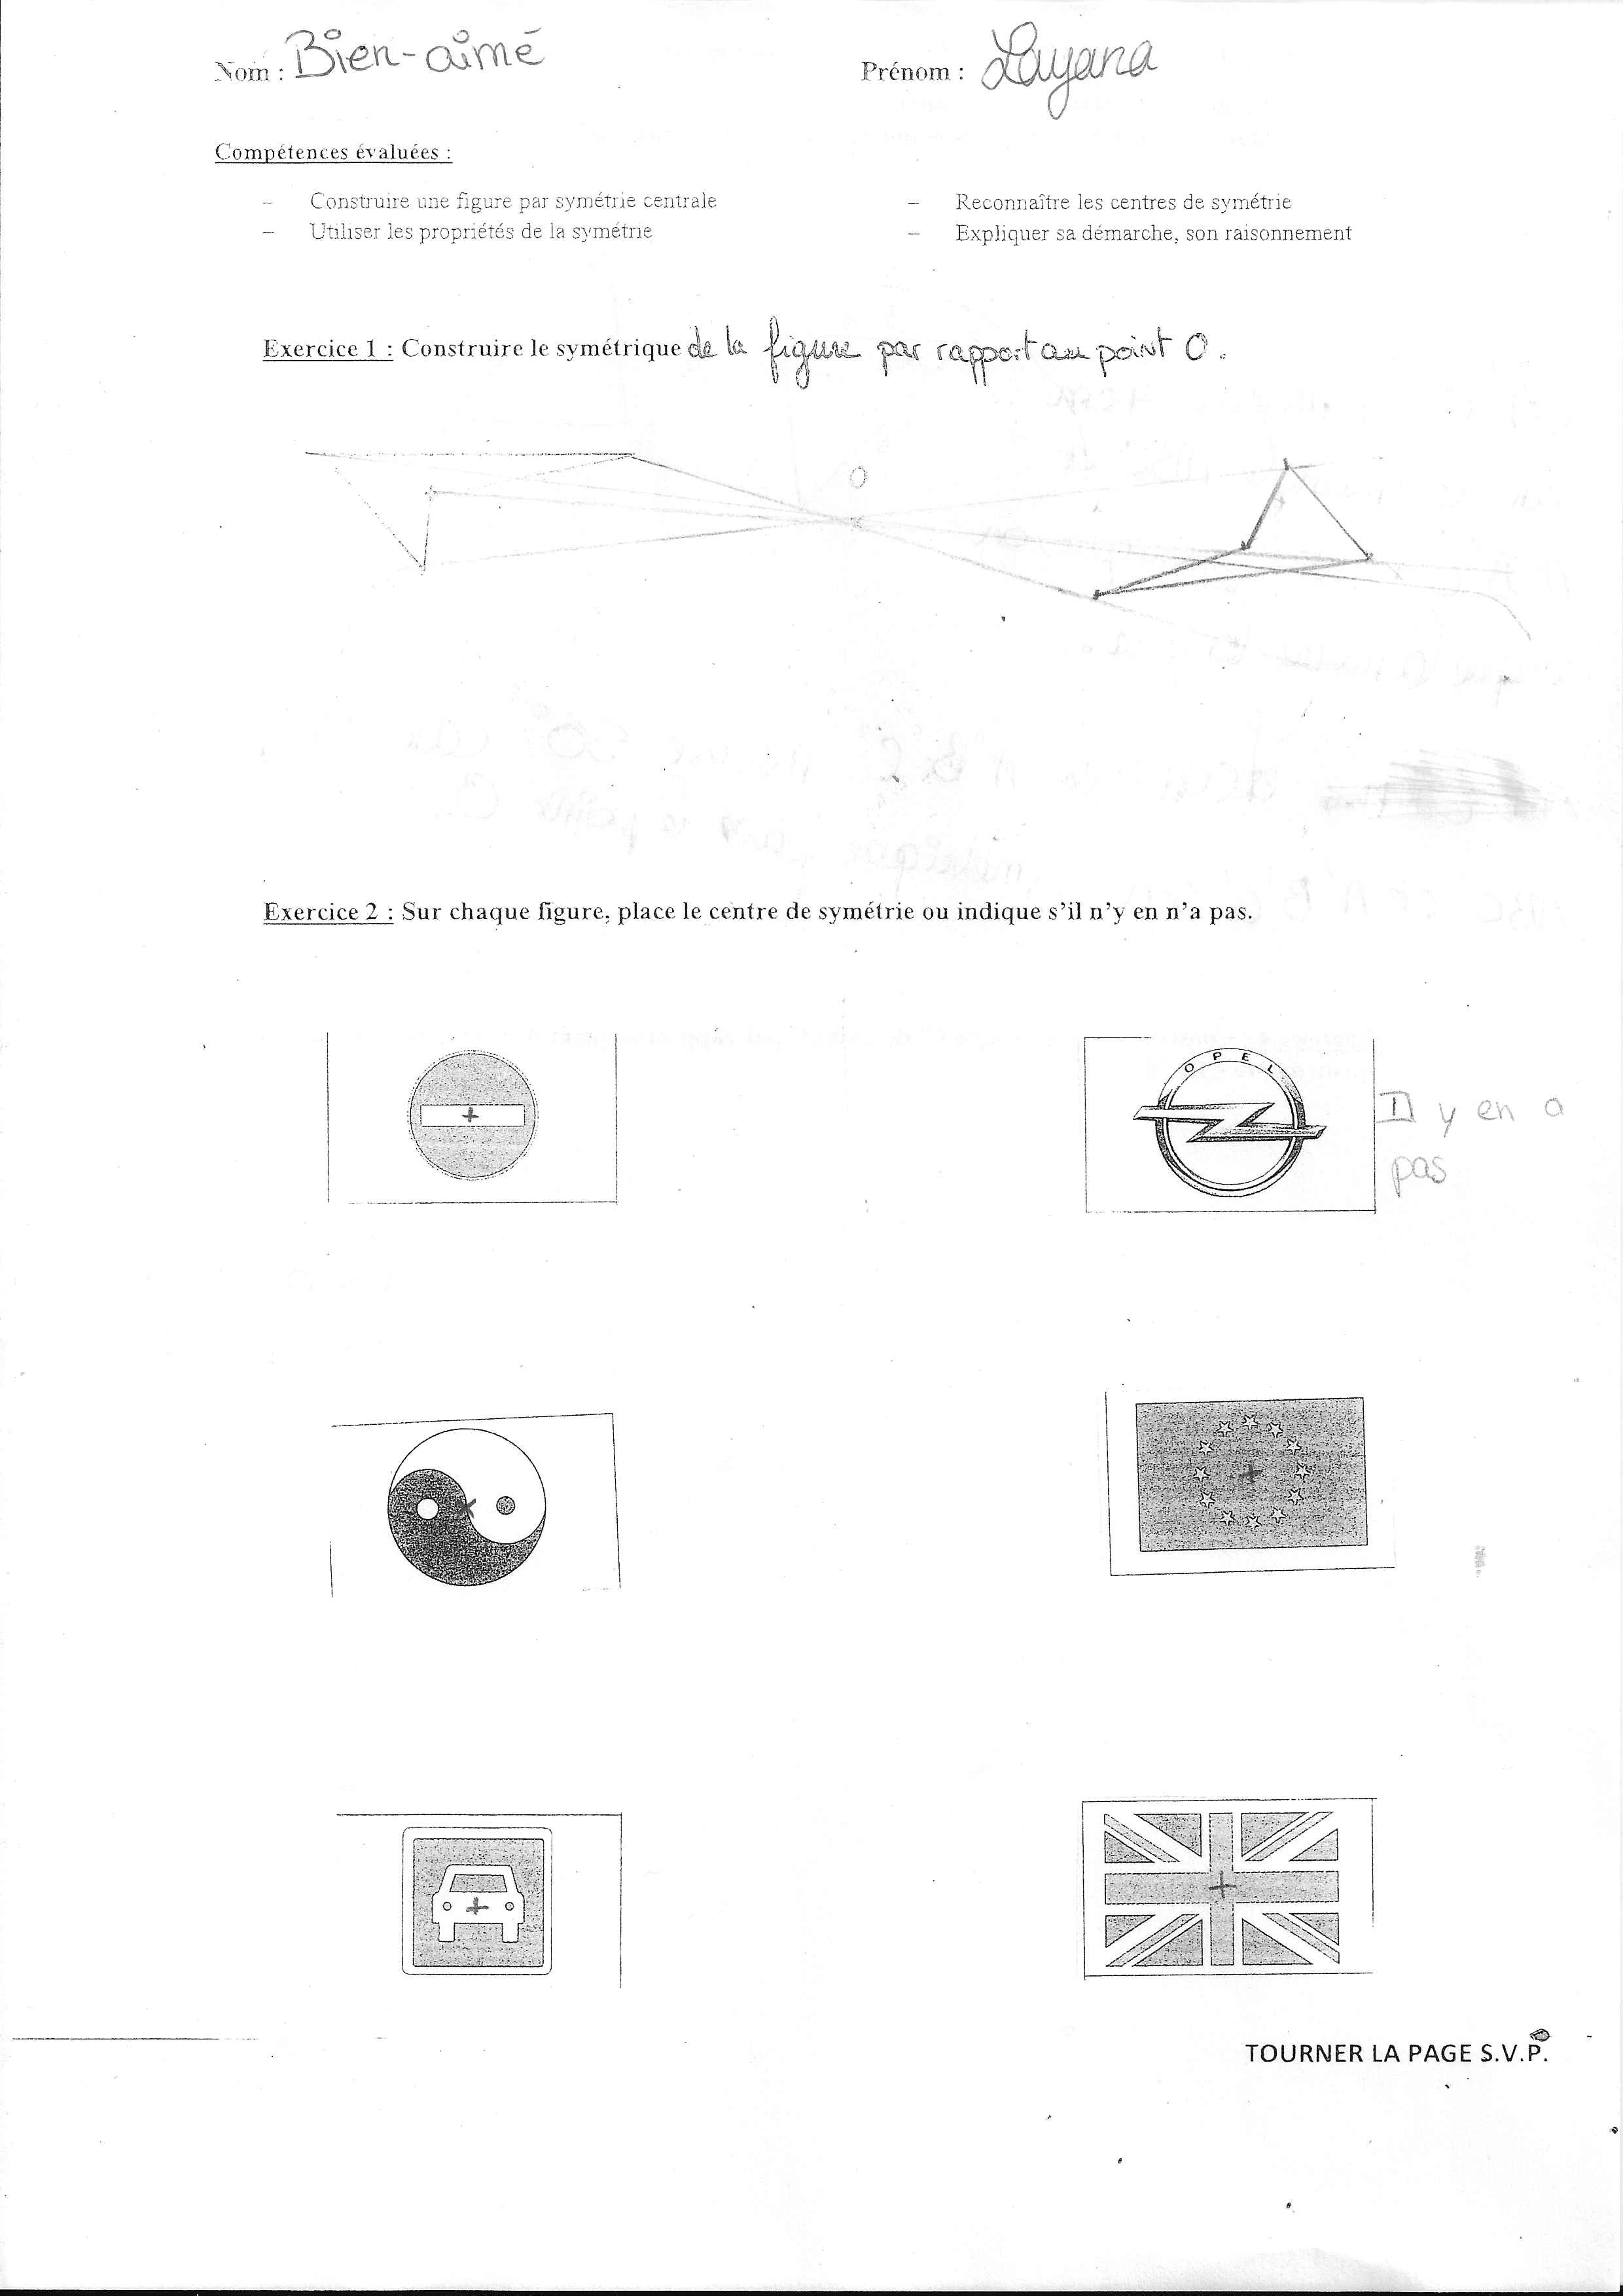 Nom : Bien-aimé Prénom : Layana
Compétences évaluées :
– Construire une figure par symétrie centrale – Reconnaître les centres de symétrie
– Utiliser les propriétés de la symétrie – Expliquer sa démarche, son raisonnement
Exercice 1 : Construire le symétrique de la figure par rapport au point O.
O
Exercice 2 : Sur chaque figure, place le centre de symétrie ou indique s'il n'y en n'a pas.
OPEL
Il y en a
pas
TOURNER LA PAGE S.V.P.